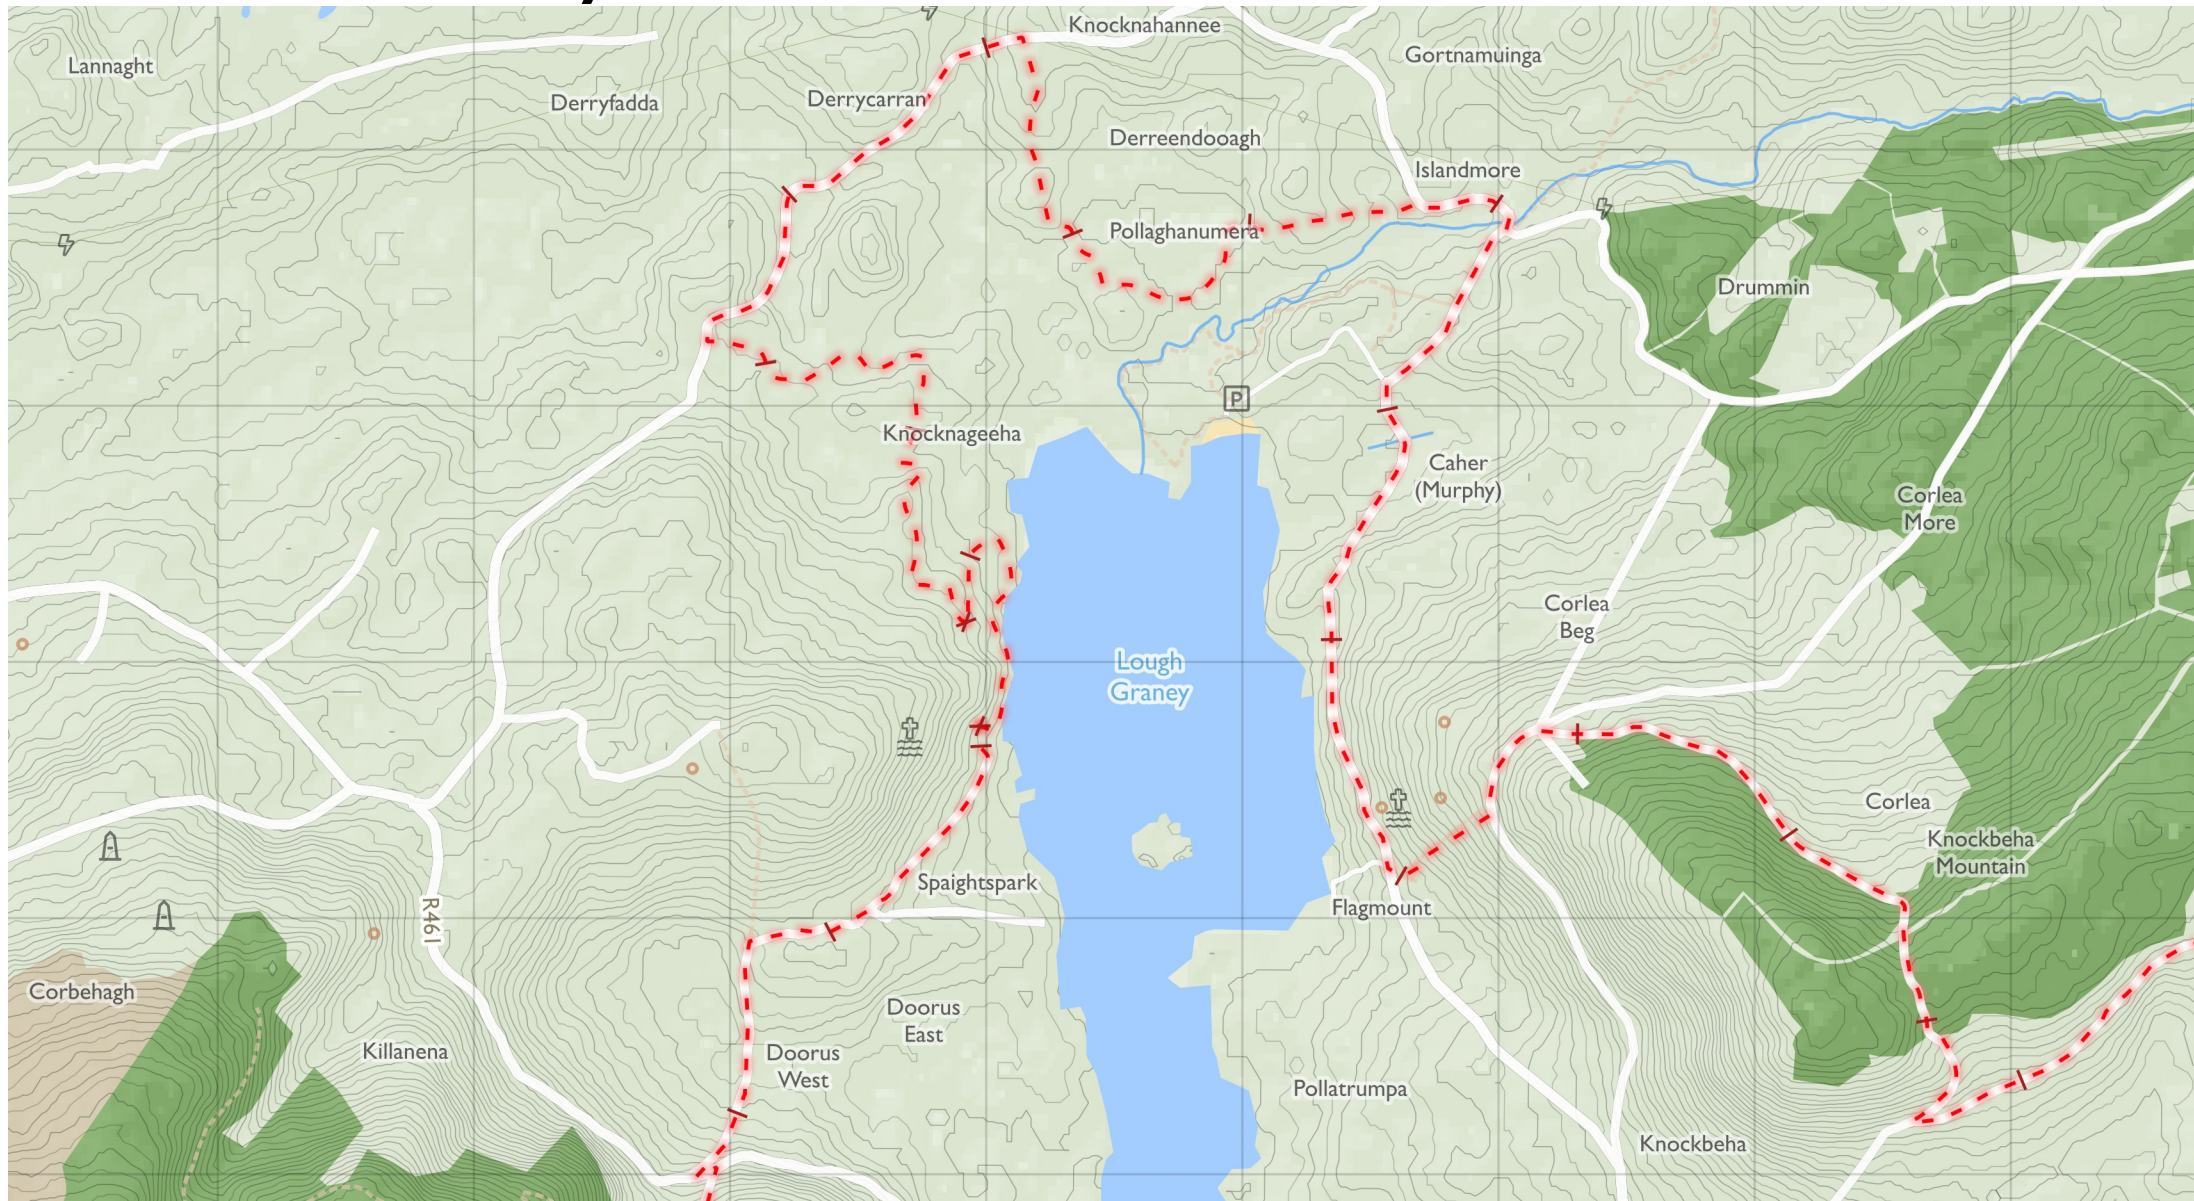 Knocknahannee
Gortnamuinga
Lannaght
Derryfadda
Derrycarran
Derreendooagh
Islandmore
Pollaghanumera
Drummin
P
Knocknageeha
Caher
(Murphy)
Corlea
More
Corlea
Beg
Lough
Graney
Corlea
Knockbeha
Mountain
Spaightspark
Flagmount
R461
Corbehagh
Doorus
East
Killanena
Doorus
West
Pollatrumpa
Knockbeha